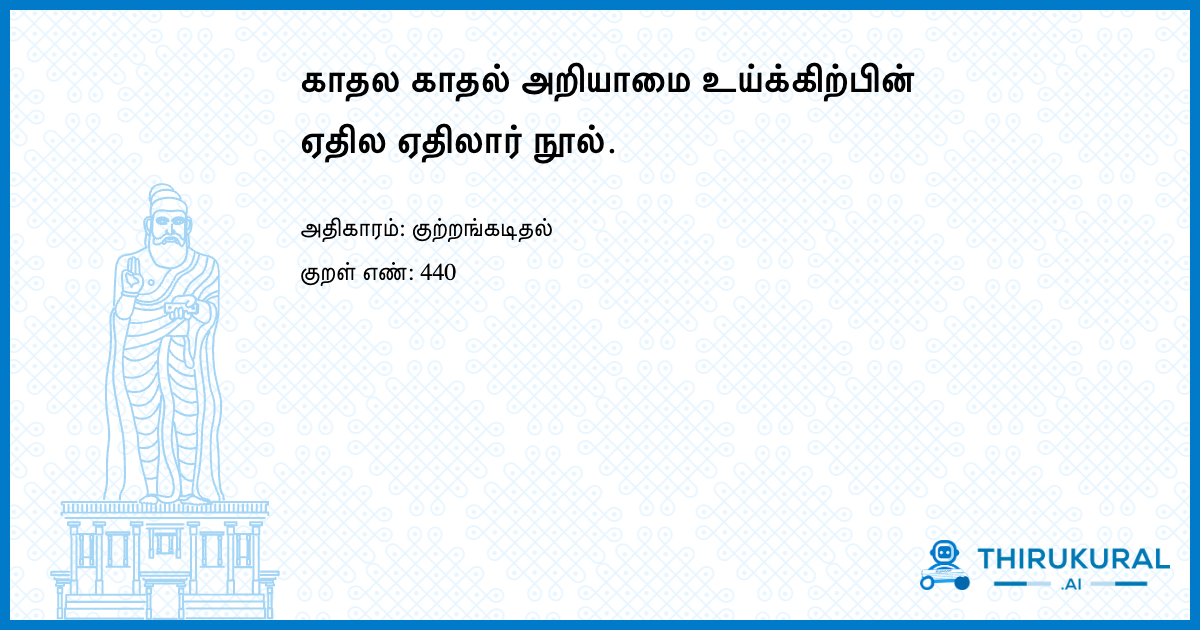 காதல காதல் அறியாமை உய்க்கிற்பின்
ஏதில ஏதிலார் நூல்.
அதிகாரம்: குற்றங்கடிதல்
குறள் எண்: 440
THIRUKURAL
.AI